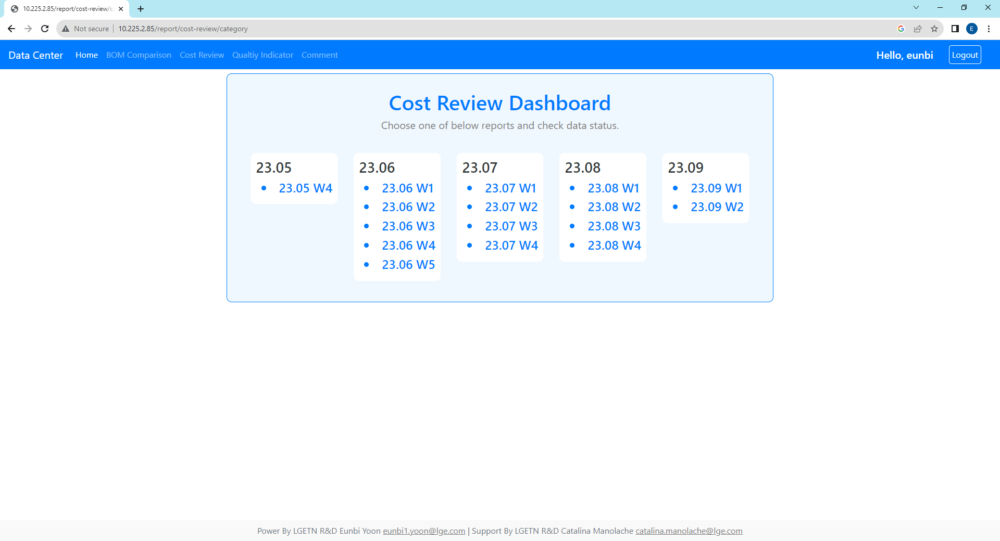 10.225.2.85/report/cost-review/c
Not secure
10.225.2.85/report/cost-review/category
E
Data Center
Home
BOM Comparison
Cost Review
Qualtiy Indicator
Comment
Hello, eunbi
Logout
Cost Review Dashboard
Choose one of below reports and check data status.
23.05
23.05 W4
23.06
23.06 W1
23.06 W2
23.06 W3
23.06 W4
23.06 W5
23.07
23.07 W1
23.07 W2
23.07 W3
23.07 W4
23.08
23.08 W1
23.08 W2
23.08 W3
23.08 W4
23.09
23.09 W1
23.09 W2
Power By LGETN R&D Eunbi Yoon eunbi1.yoon@lge.com | Support By LGETN R&D Catalina Manolache catalina.manolache@lge.com